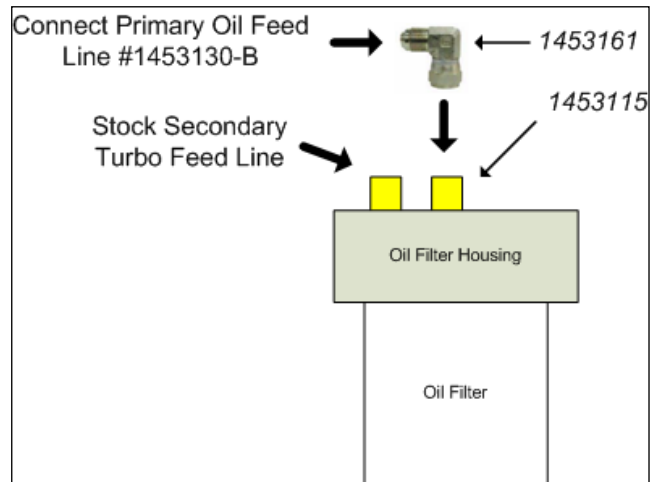 Connect Primary Oil Feed
Line #1453130-B
1453161
1453115
Stock Secondary
Turbo Feed Line
Oil Filter Housing
Oil Filter